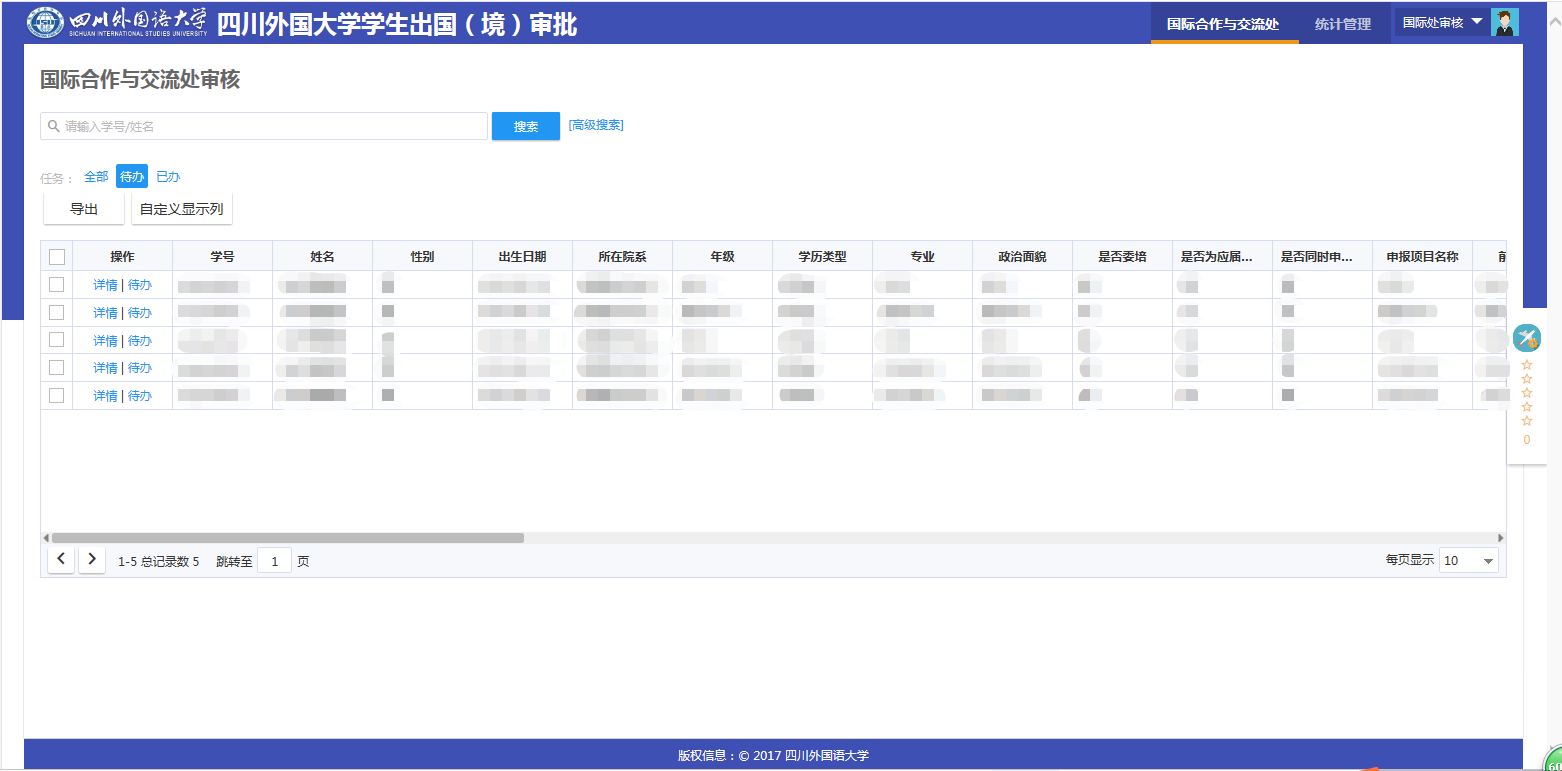 四川外国语大学 四川外国大学学生出国（境）审批 国际合作与交流处 统计管理 国际处审核
SICHUAN INTERNATIONAL STUDIES UNIVERSITY
国际合作与交流处审核
请输入学号/姓名 搜索 [高级搜索]
任务： 全部 待办 已办
导出 自定义显示列
操作 学号 姓名 性别 出生日期 所在院系 年级 学历类型 专业 政治面貌 是否委培 是否为应届... 是否同时申... 申报项目名称
详情 | 待办
详情 | 待办
详情 | 待办
详情 | 待办
详情 | 待办
0
1-5 总记录数 5 跳转至 1 页 每页显示 10
版权信息：© 2017 四川外国语大学